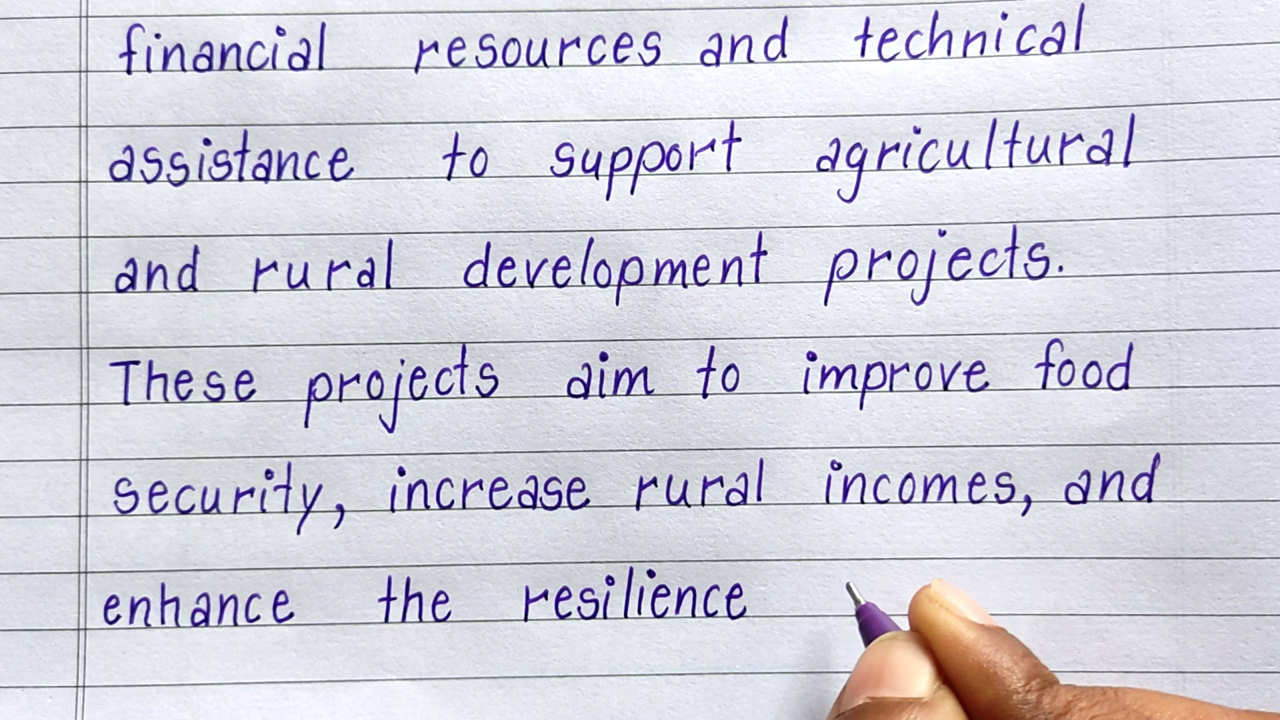 financial resources and technical
assistance to support agricultural
and rural development projects.
These projects aim to improve food
security, increase rural incomes, and
enhance the resilience